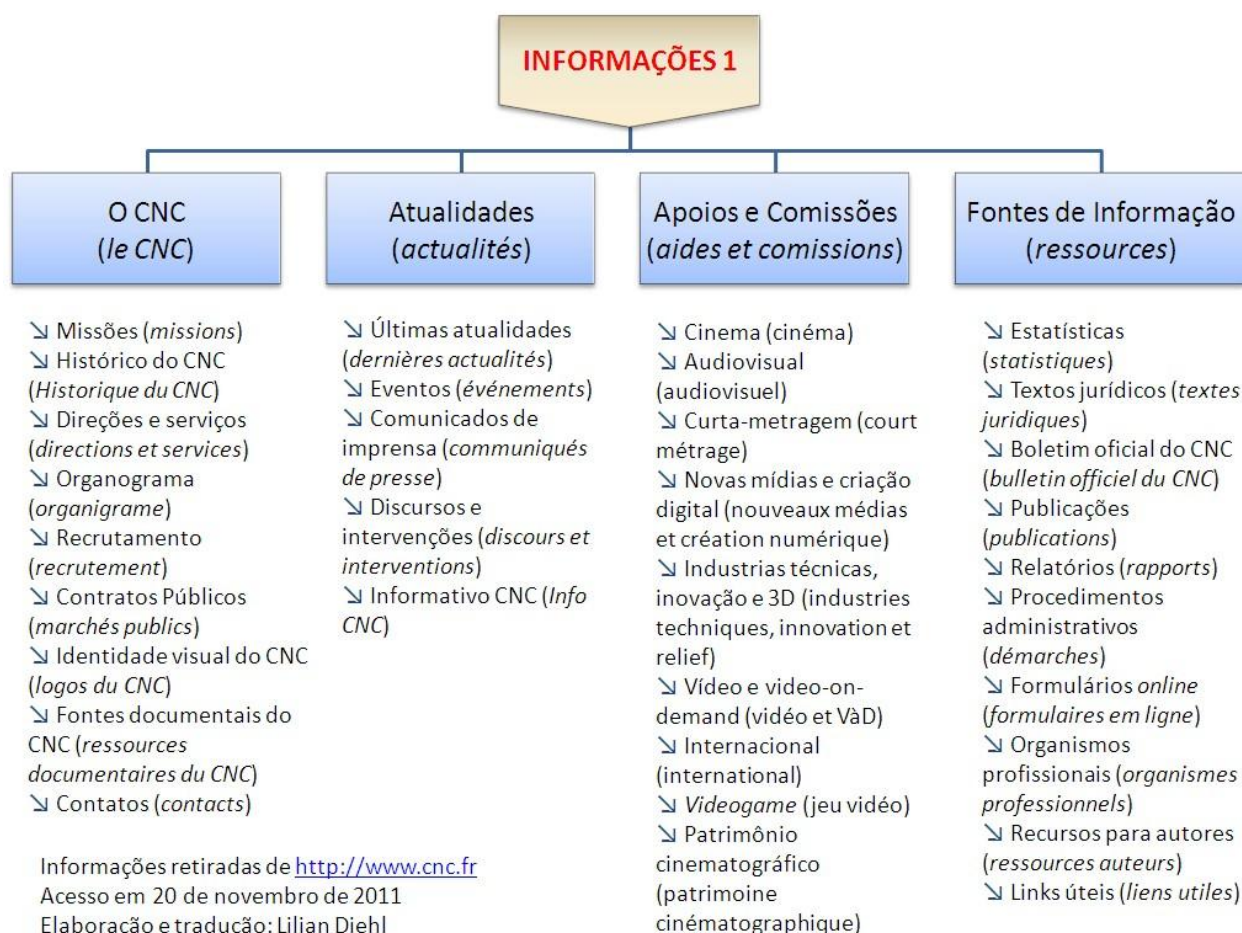 INFORMAÇÕES 1
O CNC
(le CNC)
↘ Missões (missions)
↘ Histórico do CNC
(Historique du CNC)
↘ Direções e serviços
(directions et services)
↘ Organograma
(organigrame)
↘ Recrutamento
(recrutement)
↘ Contratos Públicos
(marchés publics)
↘ Identidade visual do CNC
(logos du CNC)
↘ Fontes documentais do
CNC (ressources
documentaires du CNC)
↘ Contatos (contacts)
Atualidades
(actualités)
↘ Últimas atualidades
(dernières actualités)
↘ Eventos (événements)
↘ Comunicados de
imprensa (communiqués
de presse)
↘ Discursos e
intervenções (discours et
interventions)
↘ Informativo CNC (Info
CNC)
Apoios e Comissões
(aides et comissions)
↘ Cinema (cinéma)
↘ Audiovisual
(audiovisuel)
↘ Curta-metragem (court
métrage)
↘ Novas mídias e criação
digital (nouveaux médias
et création numérique)
↘ Industrias técnicas,
inovação e 3D (industries
techniques, innovation et
relief)
↘ Vídeo e video-on-
demand (vidéo et VàD)
↘ Internacional
(international)
↘ Videogame (jeu vidéo)
↘ Patrimônio
cinematográfico
(patrimoine
cinématographique)
Fontes de Informação
(ressources)
↘ Estatísticas
(statistiques)
↘ Textos jurídicos (textes
juridiques)
↘ Boletim oficial do CNC
(bulletin officiel du CNC)
↘ Publicações
(publications)
↘ Relatórios (rapports)
↘ Procedimentos
administrativos
(démarches)
↘ Formulários online
(formulaires em ligne)
↘ Organismos
profissionais (organismes
professionnels)
↘ Recursos para autores
(ressources auteurs)
↘ Links úteis (liens utiles)
Informações retiradas de http://www.cnc.fr
Acesso em 20 de novembro de 2011
Elaboração e tradução: Lilian Diehl